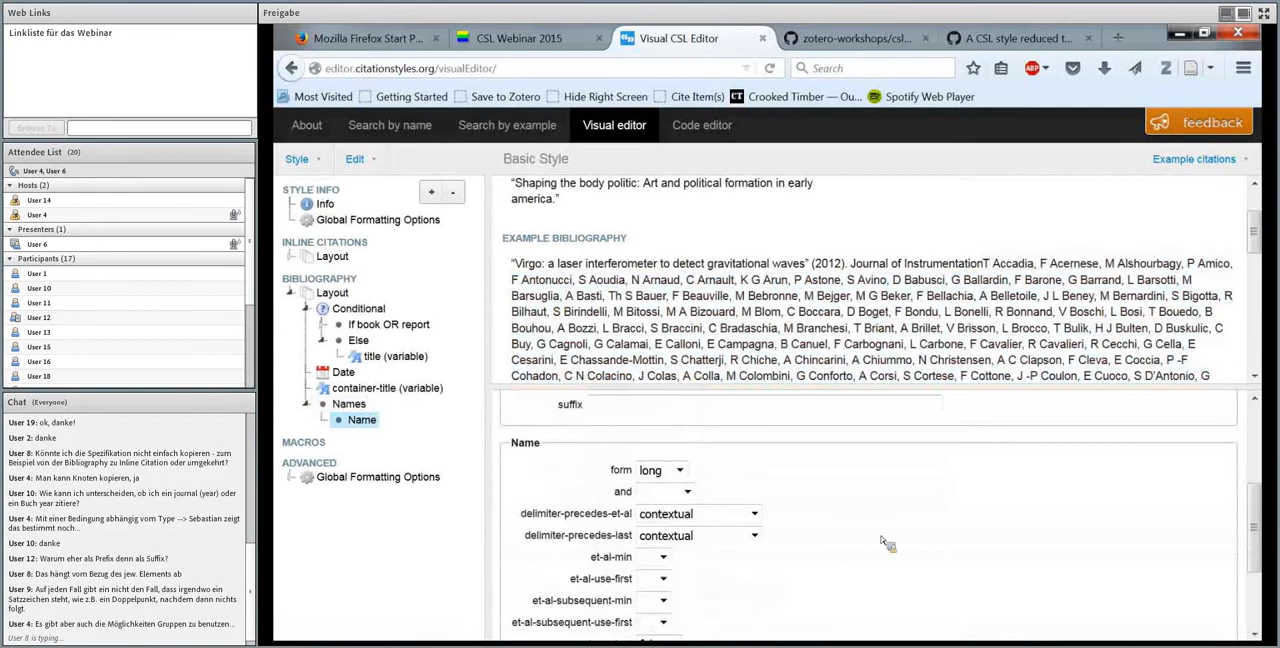 Web Links
Linkliste für das Webinar
Browse To
Attendee List (20)
User 4, User 6
Hosts (2)
User 14
User 4
Presenters (1)
User 6
Participants (17)
User 1
User 10
User 11
User 12
User 13
User 15
User 16
User 18
Chat (Everyone)
User 19: ok, danke!
User 2: danke
User 8: Könnte ich die Spezifikation nicht einfach kopieren - zum
Beispiel von der Bibliography zu Inline Citation oder umgekehrt?
User 4: Man kann Knoten kopieren, ja
User 10: Wie kann ich unterscheiden, ob ich ein journal (year) oder
ein Buch year zitiere?
User 4: Mit einer Bedingung abhängig vom Type --> Sebastian zeigt
das bestimmt noch...
User 10: danke
User 12: Warum eher als Prefix denn als Suffix?
User 8: Das hängt vom Bezug des jew. Elements ab
User 9: Auf jeden Fall gibt ein nicht den Fall, dass irgendwo ein
Satzzeichen steht, wie z.B. ein Doppelpunkt, nachdem dann nichts
folgt.
User 4: Es gibt aber auch die Möglichkeiten Gruppen zu benutzen...
User 8 is typing...
Freigabe
Mozilla Firefox Start P...
CSL Webinar 2015
Visual CSL Editor
zotero-workshops/csl...
A CSL style reduced t...
editor.citationstyles.org/visualEditor/
Search
Most Visited
Getting Started
Save to Zotero
Hide Right Screen
Cite Item(s)
Crooked Timber — Ou...
Spotify Web Player
About
Search by name
Search by example
Visual editor
Code editor
feedback
Style
Edit
Basic Style
Example citations
STYLE INFO
+
-
Info
Global Formatting Options
INLINE CITATIONS
Layout
BIBLIOGRAPHY
Layout
Conditional
If book OR report
Else
title (variable)
Date
container-title (variable)
Names
Name
MACROS
ADVANCED
Global Formatting Options
“Shaping the body politic: Art and political formation in early
america.”
EXAMPLE BIBLIOGRAPHY
“Virgo: a laser interferometer to detect gravitational waves” (2012). Journal of InstrumentationT Accadia, F Acernese, M Alshourbagy, P Amico,
F Antonucci, S Aoudia, N Arnaud, C Arnault, K G Arun, P Astone, S Avino, D Babusci, G Ballardin, F Barone, G Barrand, L Barsotti, M
Barsuglia, A Basti, Th S Bauer, F Beauville, M Bebronne, M Bejger, M G Beker, F Bellachia, A Belletoile, J L Beney, M Bernardini, S Bigotta, R
Bilhaut, S Birindelli, M Bitossi, M A Bizouard, M Blom, C Boccara, D Boget, F Bondu, L Bonelli, R Bonnand, V Boschi, L Bosi, T Bouedo, B
Bouhou, A Bozzi, L Bracci, S Braccini, C Bradaschia, M Branchesi, T Briant, A Brillet, V Brisson, L Brocco, T Bulik, H J Bulten, D Buskulic, C
Buy, G Cagnoli, G Calamai, E Calloni, E Campagna, B Canuel, F Carbognani, L Carbone, F Cavalier, R Cavalieri, R Cecchi, G Cella, E
Cesarini, E Chassande-Mottin, S Chatterji, R Chiche, A Chincarini, A Chiummo, N Christensen, A C Clapson, F Cleva, E Coccia, P -F
Cohadon, C N Colacino, J Colas, A Colla, M Colombini, G Conforto, A Corsi, S Cortese, F Cottone, J -P Coulon, E Cuoco, S D’Antonio, G
suffix
Name
form long
and
delimiter-precedes-et-al contextual
delimiter-precedes-last contextual
et-al-min
et-al-use-first
et-al-subsequent-min
et-al-subsequent-use-first